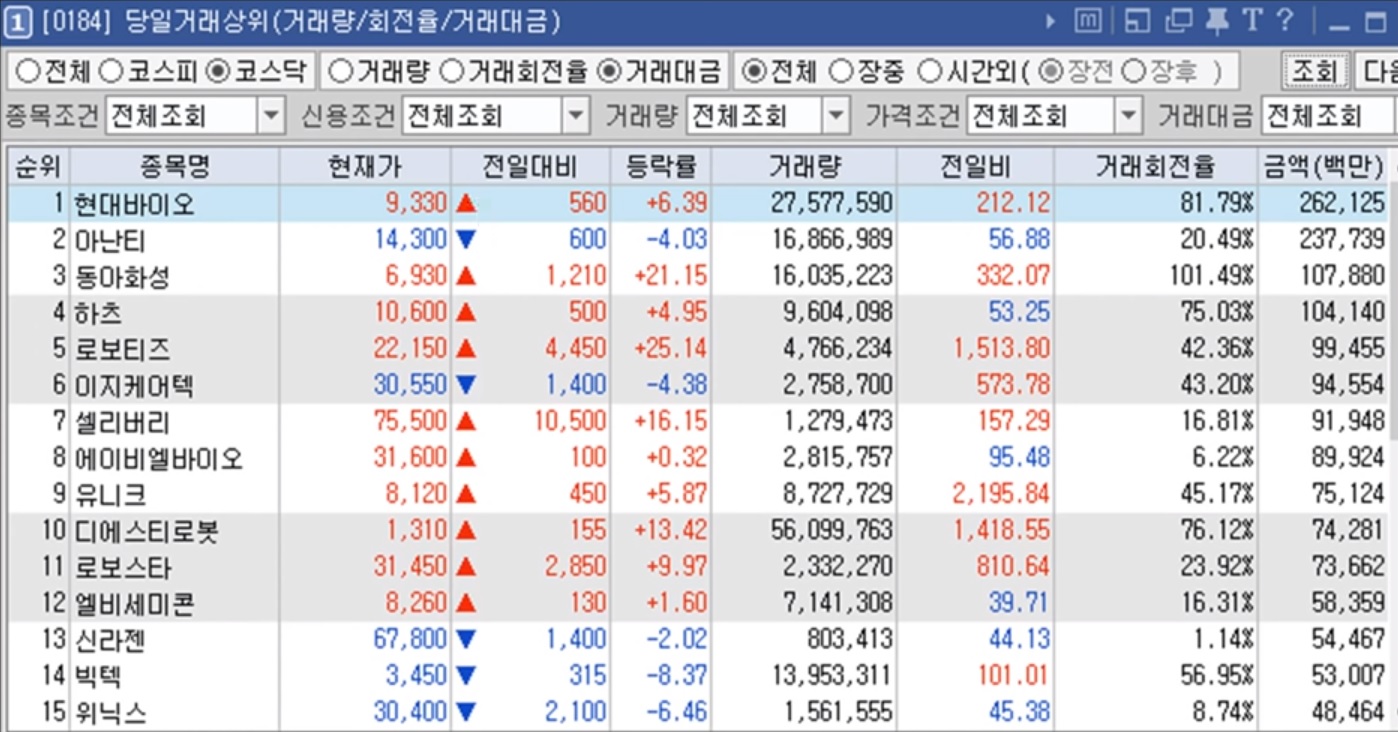 1 [0184] 당일거래상위(거래량/회전율/거래대금) m T ?
전체 코스피 코스닥 거래량 거래회전율 거래대금 전체 장중 시간외( 장전 장후 ) 조회
종목조건 전체조회 신용조건 전체조회 거래량 전체조회 가격조건 전체조회 거래대금 전체조회
순위 종목명 현재가 전일대비 등락률 거래량 전일비 거래회전율 금액(백만)
1 현대바이오 9,330 ▲ 560 +6.39 27,577,590 212.12 81.79% 262,125
2 아난티 14,300 ▼ 600 -4.03 16,866,989 56.88 20.49% 237,739
3 동아화성 6,930 ▲ 1,210 +21.15 16,035,223 332.07 101.49% 107,880
4 하츠 10,600 ▲ 500 +4.95 9,604,098 53.25 75.03% 104,140
5 로보티즈 22,150 ▲ 4,450 +25.14 4,766,234 1,513.80 42.36% 99,455
6 이지케어텍 30,550 ▼ 1,400 -4.38 2,758,700 573.78 43.20% 94,554
7 셀리버리 75,500 ▲ 10,500 +16.15 1,279,473 157.29 16.81% 91,948
8 에이비엘바이오 31,600 ▲ 100 +0.32 2,815,757 95.48 6.22% 89,924
9 유니크 8,120 ▲ 450 +5.87 8,727,729 2,195.84 45.17% 75,124
10 디에스티로봇 1,310 ▲ 155 +13.42 56,099,763 1,418.55 76.12% 74,281
11 로보스타 31,450 ▲ 2,850 +9.97 2,332,270 810.64 23.92% 73,662
12 엘비세미콘 8,260 ▲ 130 +1.60 7,141,308 39.71 16.31% 58,359
13 신라젠 67,800 ▼ 1,400 -2.02 803,413 44.13 1.14% 54,467
14 빅텍 3,450 ▼ 315 -8.37 13,953,311 101.01 56.95% 53,007
15 위닉스 30,400 ▼ 2,100 -6.46 1,561,555 45.38 8.74% 48,464